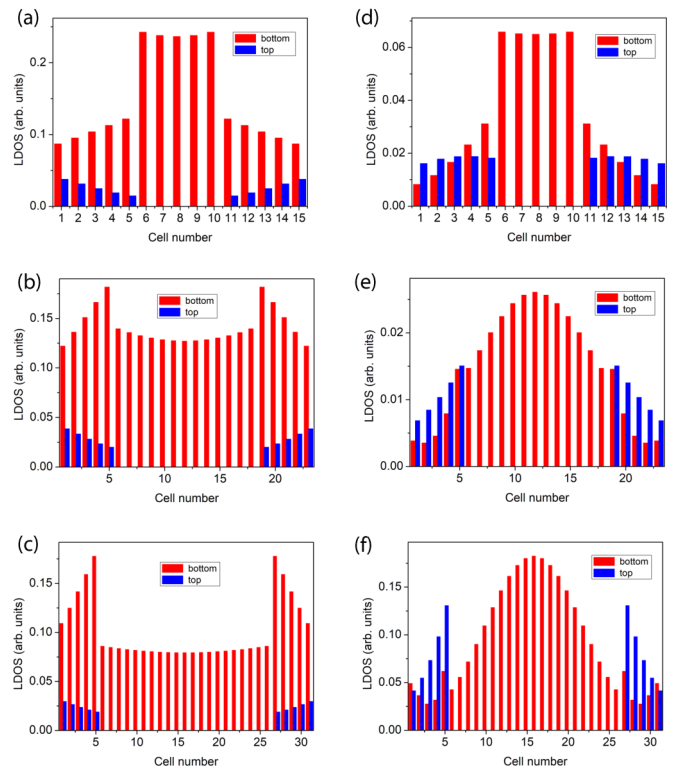 (a)
LDOS (arb. units)
0.2
0.1
0.0
bottom
top
1 2 3 4 5 6 7 8 9 10 11 12 13 14 15
Cell number
(d)
LDOS (arb. units)
0.06
0.04
0.02
0.00
bottom
top
1 2 3 4 5 6 7 8 9 10 11 12 13 14 15
Cell number
(b)
LDOS (arb. units)
0.15
0.10
0.05
0.00
bottom
top
5 10 15 20
Cell number
(e)
LDOS (arb. units)
0.02
0.01
0.00
bottom
top
5 10 15 20
Cell number
(c)
LDOS (arb. units)
0.15
0.10
0.05
0.00
bottom
top
5 10 15 20 25 30
Cell number
(f)
LDOS (arb. units)
0.15
0.10
0.05
0.00
bottom
top
5 10 15 20 25 30
Cell number